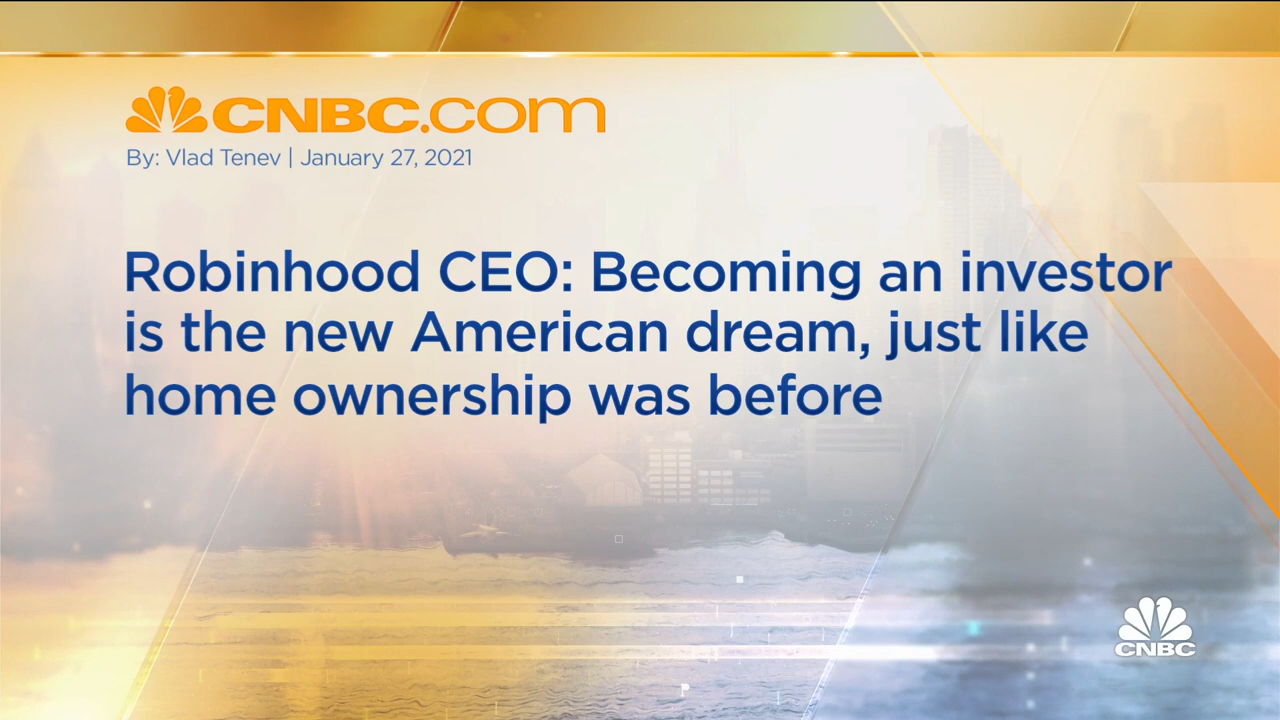 CNBC.com
By: Vlad Tenev | January 27, 2021
Robinhood CEO: Becoming an investor
is the new American dream, just like
home ownership was before
CNBC